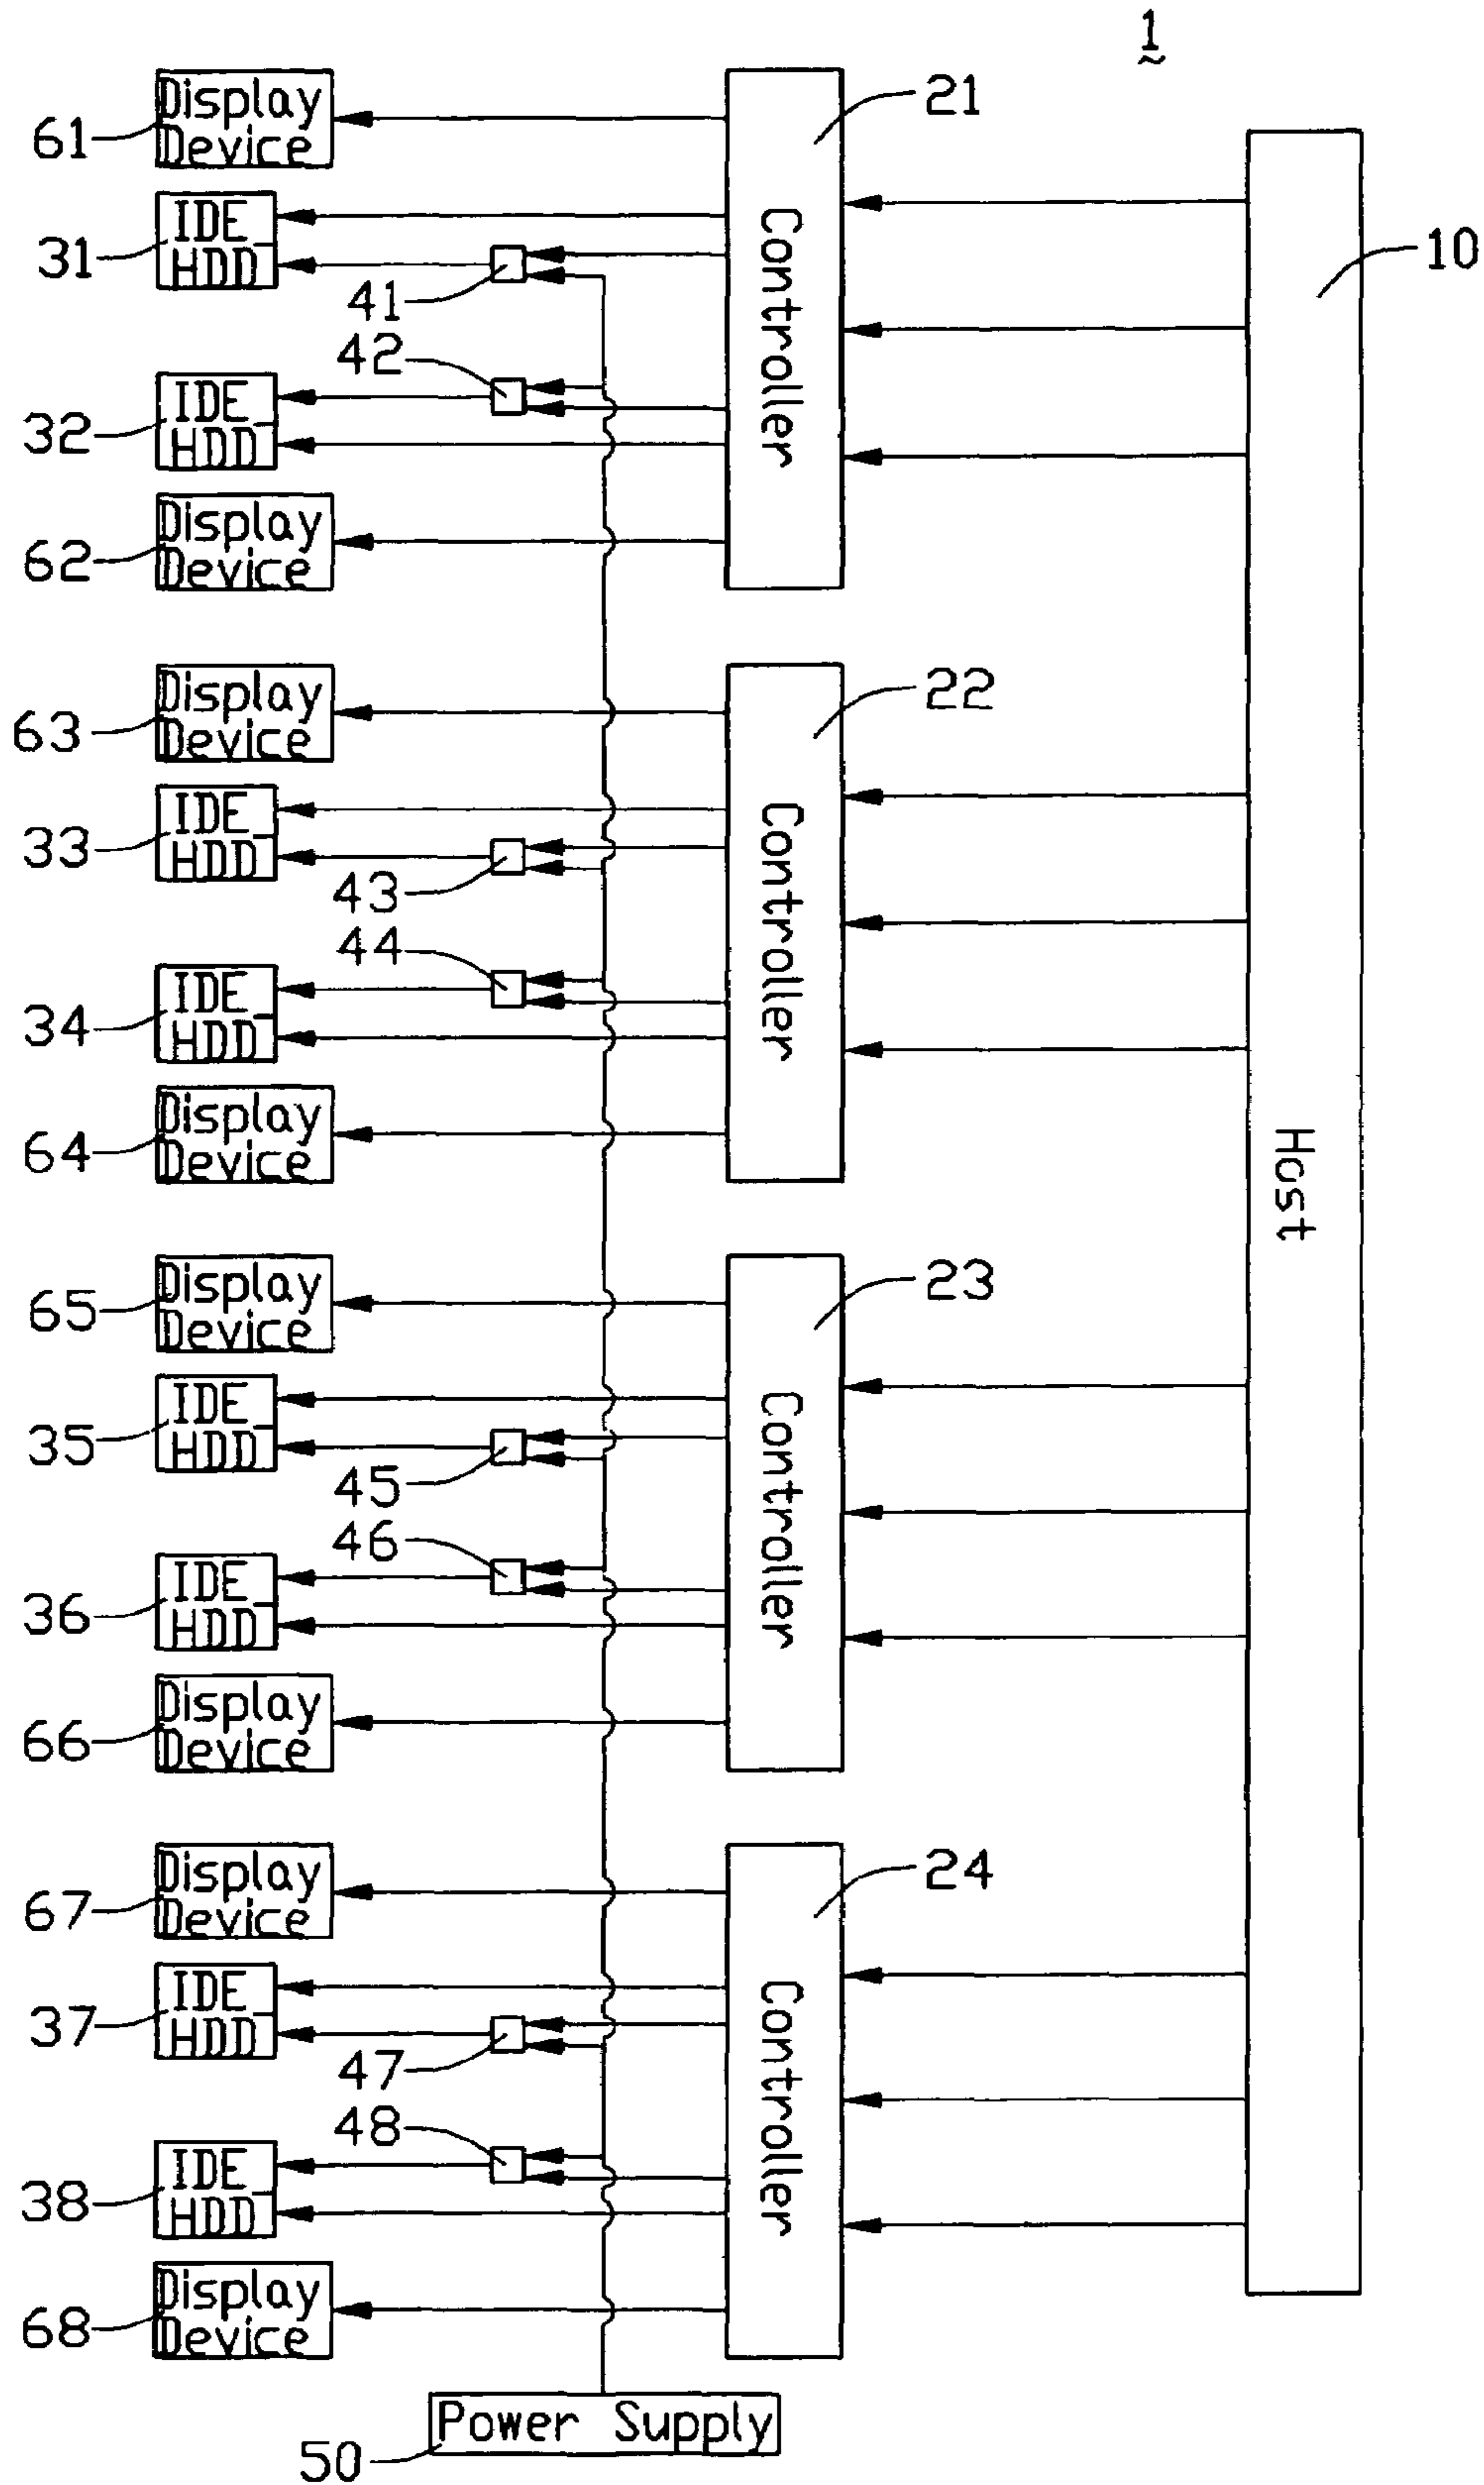 1
Display
Device
61
21
IDE
HDD
31
Controller
10
41
42
IDE
HDD
32
Display
Device
62
Display
Device
63
22
IDE
HDD
33
Controller
43
44
IDE
HDD
34
Display
Device
64
Host
Display
Device
65
23
IDE
HDD
35
Controller
45
46
IDE
HDD
36
Display
Device
66
Display
Device
67
24
IDE
HDD
37
Controller
47
48
IDE
HDD
38
Display
Device
68
Power Supply
50